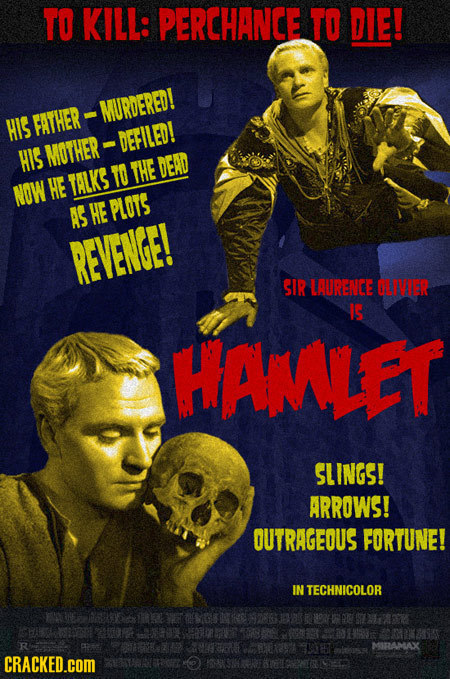 TO KILL: PERCHANCE TO DIE!
HIS FATHER – MURDERED!
HIS MOTHER – DEFILED!
NOW HE TALKS TO THE DEAD
AS HE PLOTS
REVENGE!
SIR LAURENCE OLIVIER
IS
HAMLET
SLINGS!
ARROWS!
OUTRAGEOUS FORTUNE!
IN TECHNICOLOR
R
MIRAMAX
CRACKED.COM